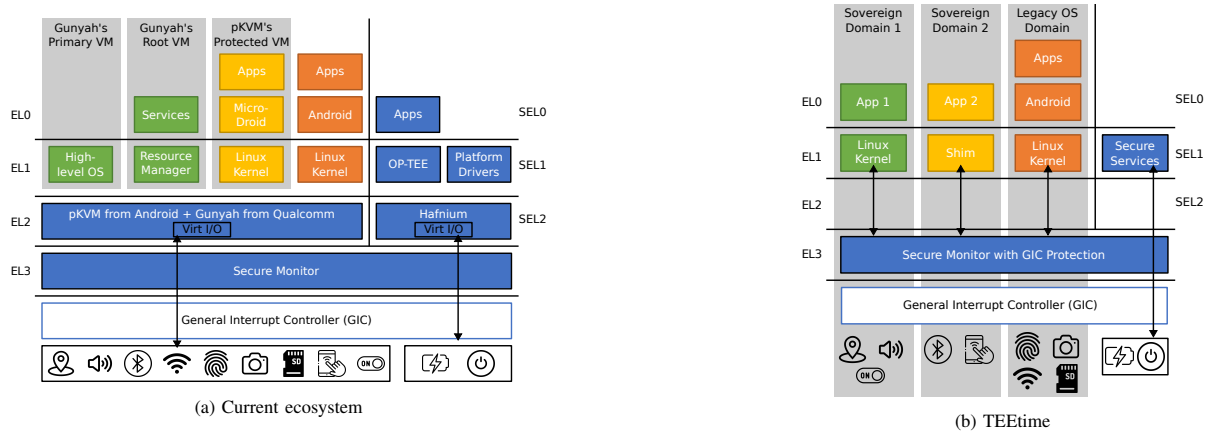 Gunyah's
Primary VM
Gunyah's
Root VM
pKVM's
Protected VM
Apps
Apps
EL0
Services
Micro-
Droid
Android
Apps
SEL0
EL1
High-
level OS
Resource
Manager
Linux
Kernel
Linux
Kernel
OP-TEE
Platform
Drivers
SEL1
EL2
pKVM from Android + Gunyah from Qualcomm
Virt I/O
Hafnium
Virt I/O
SEL2
EL3
Secure Monitor
General Interrupt Controller (GIC)
SD
ON
(a) Current ecosystem
Sovereign
Domain 1
Sovereign
Domain 2
Legacy OS
Domain
Apps
EL0
App 1
App 2
Android
SEL0
EL1
Linux
Kernel
Shim
Linux
Kernel
Secure
Services
SEL1
EL2
SEL2
EL3
Secure Monitor with GIC Protection
General Interrupt Controller (GIC)
ON
SD
(b) TEEtime